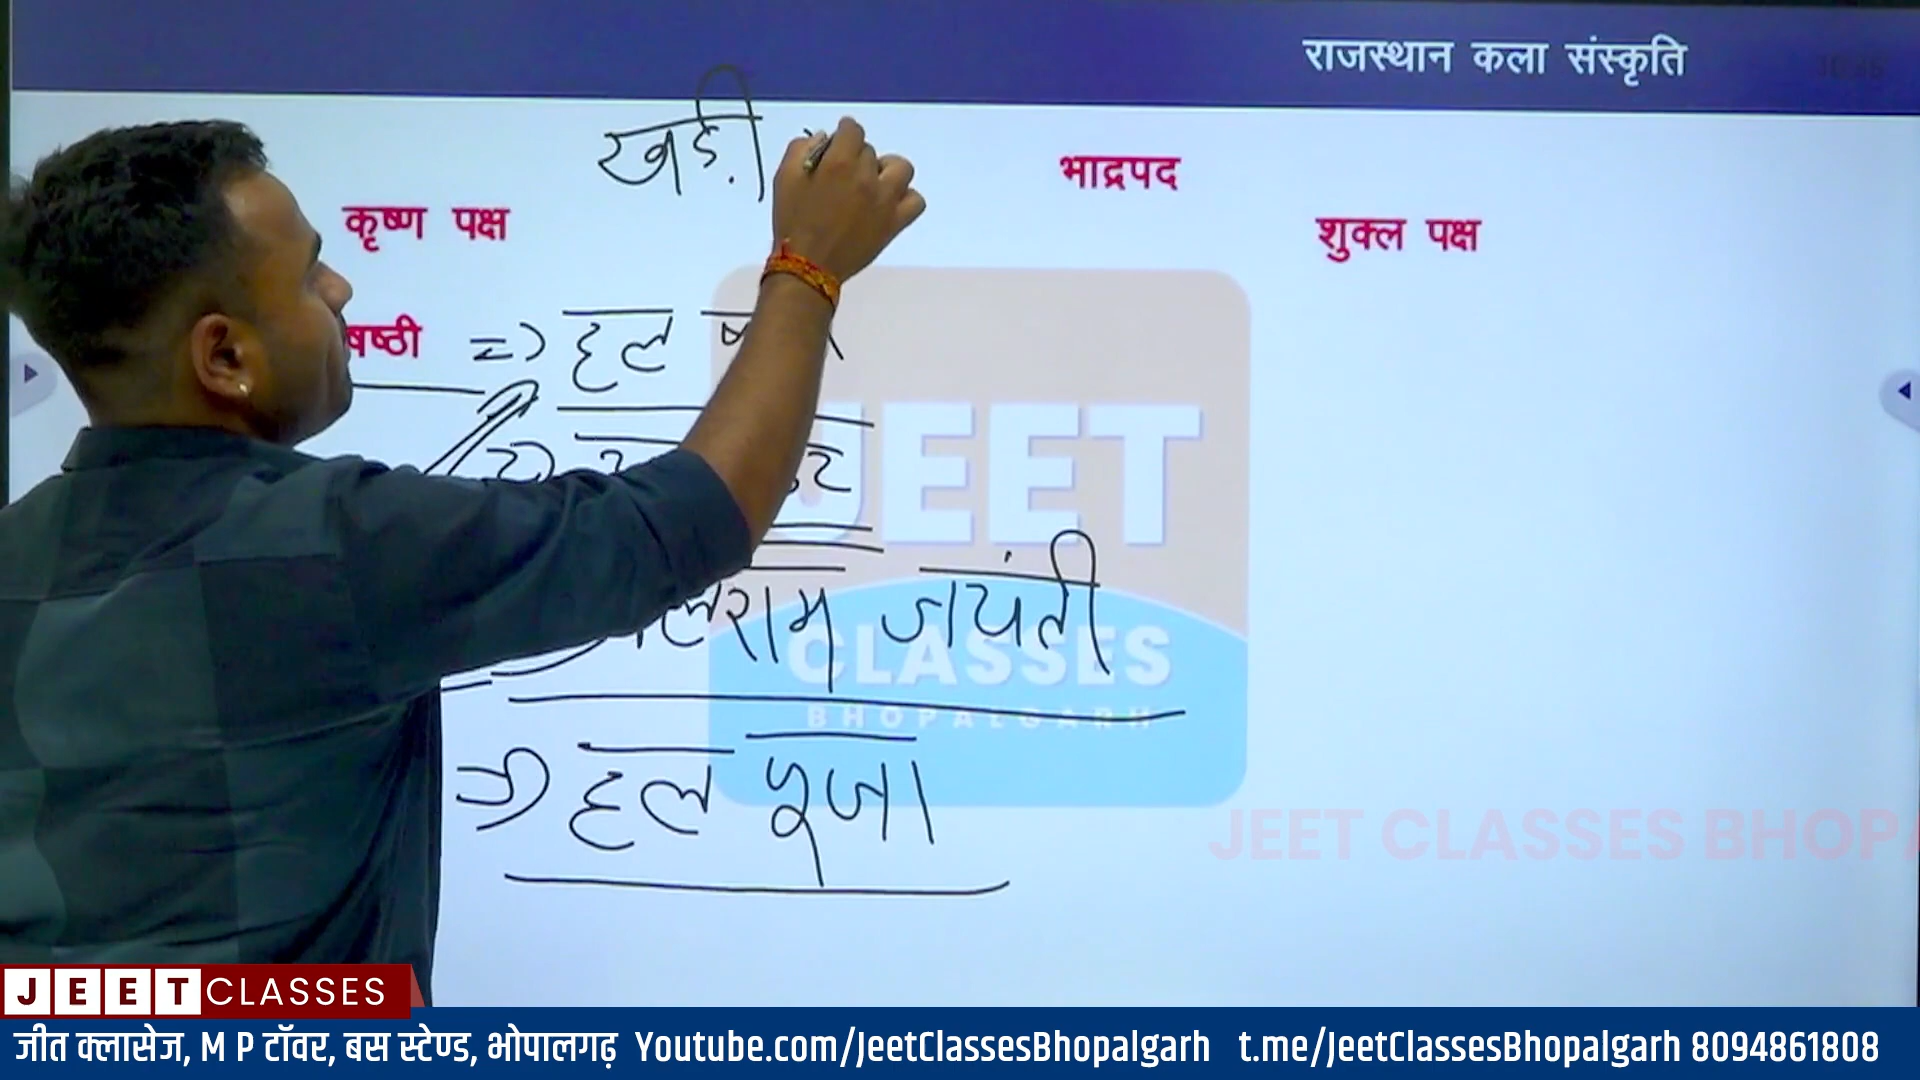 राजस्थान कला संस्कृति
खड़ी
भाद्रपद
कृष्ण पक्ष
शुक्ल पक्ष
षष्ठी => हल
जयंती
हल पूजा
JEET
CLASSES
BHOPALGARH
JEET CLASSES BHOP
JEET CLASSES
जीत क्लासेज, M P टॉवर, बस स्टेण्ड, भोपालगढ़ Youtube.com/JeetClassesBhopalgarh t.me/JeetClassesBhopalgarh 8094861808